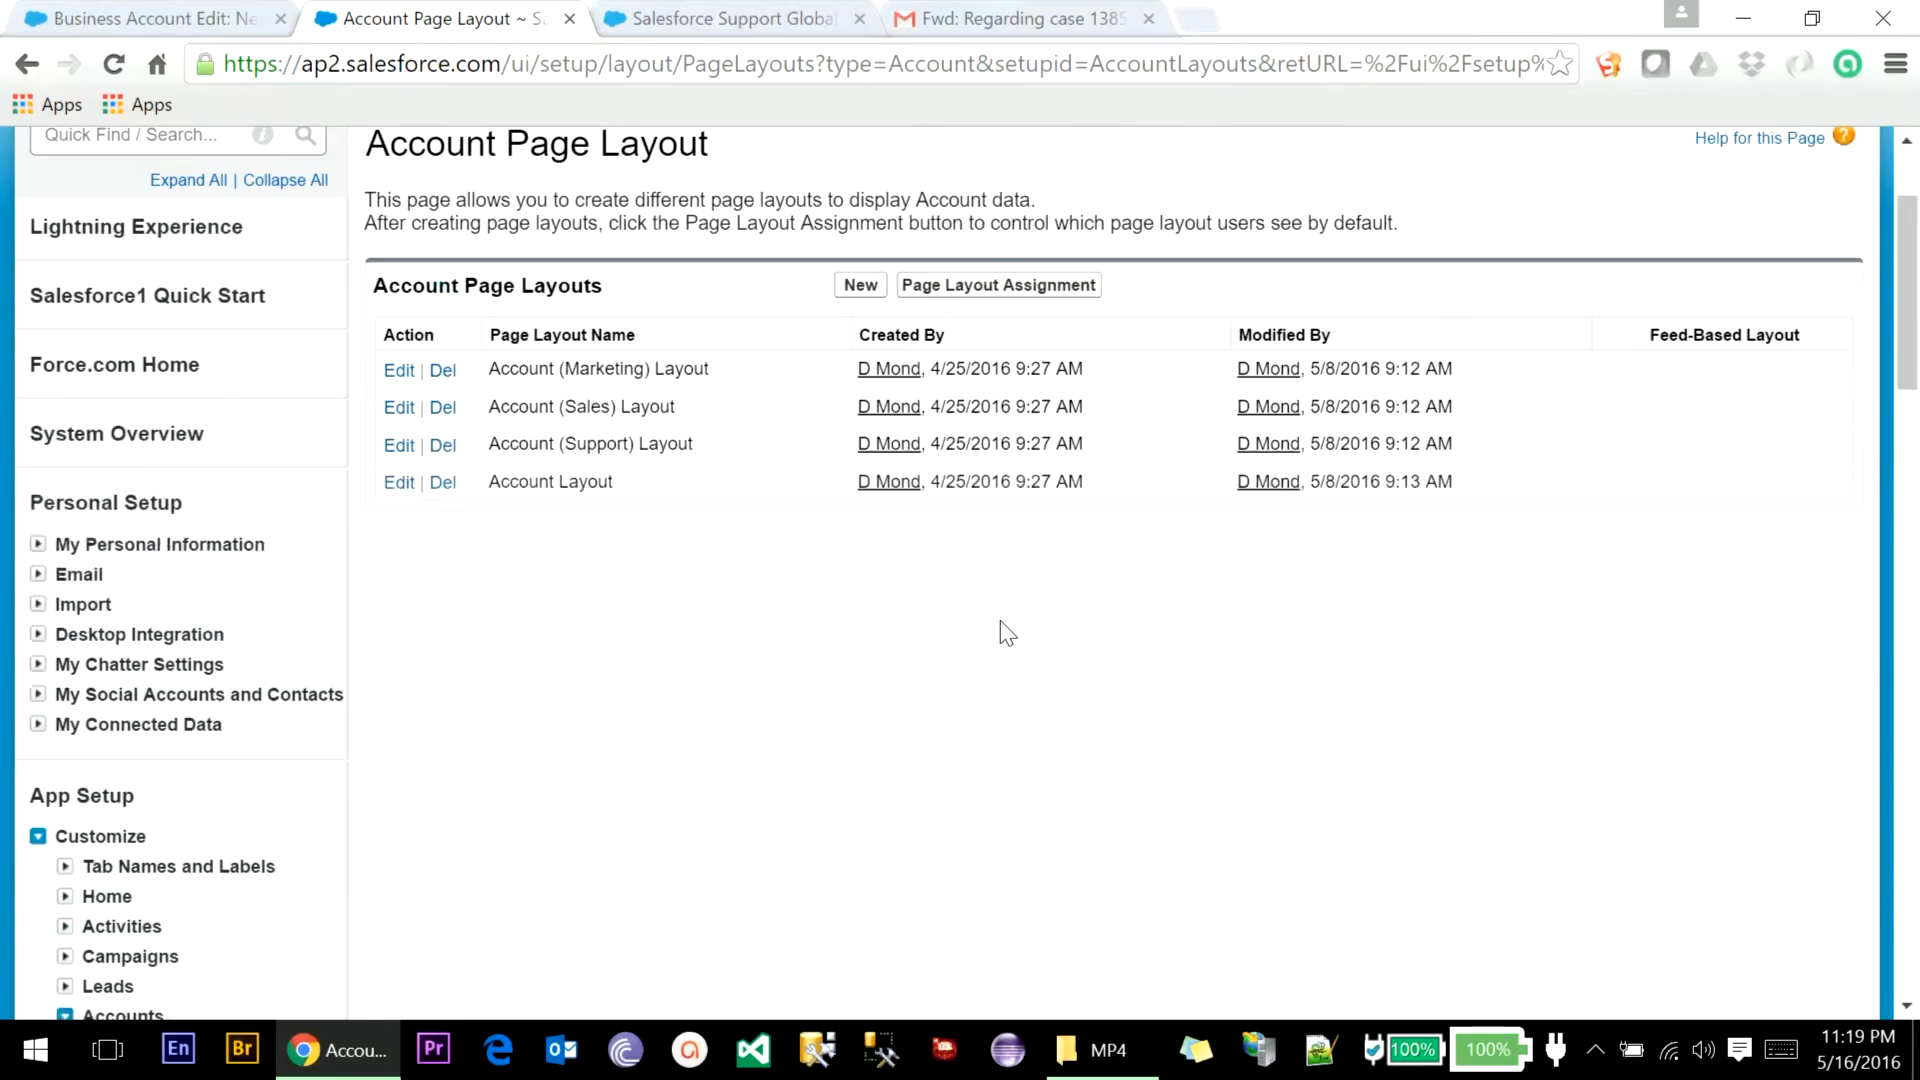 Business Account Edit: Ne
Account Page Layout ~ Sa
Salesforce Support Globa
Fwd: Regarding case 1385
https://ap2.salesforce.com/ui/setup/layout/PageLayouts?type=Account&setupid=AccountLayouts&retURL=%2Fui%2Fsetup%
Apps
Apps
Quick Find / Search...
Expand All | Collapse All
Lightning Experience
Salesforce1 Quick Start
Force.com Home
System Overview
Personal Setup
My Personal Information
Email
Import
Desktop Integration
My Chatter Settings
My Social Accounts and Contacts
My Connected Data
App Setup
Customize
Tab Names and Labels
Home
Activities
Campaigns
Leads
Accounts
Account Page Layout
Help for this Page
This page allows you to create different page layouts to display Account data.
After creating page layouts, click the Page Layout Assignment button to control which page layout users see by default.
Account Page Layouts
New
Page Layout Assignment
Action Page Layout Name Created By Modified By Feed-Based Layout
Edit | Del Account (Marketing) Layout D Mond, 4/25/2016 9:27 AM D Mond, 5/8/2016 9:12 AM
Edit | Del Account (Sales) Layout D Mond, 4/25/2016 9:27 AM D Mond, 5/8/2016 9:12 AM
Edit | Del Account (Support) Layout D Mond, 4/25/2016 9:27 AM D Mond, 5/8/2016 9:12 AM
Edit | Del Account Layout D Mond, 4/25/2016 9:27 AM D Mond, 5/8/2016 9:13 AM
En
Br
Accou...
Pr
MP4
100%
100%
11:19 PM
5/16/2016